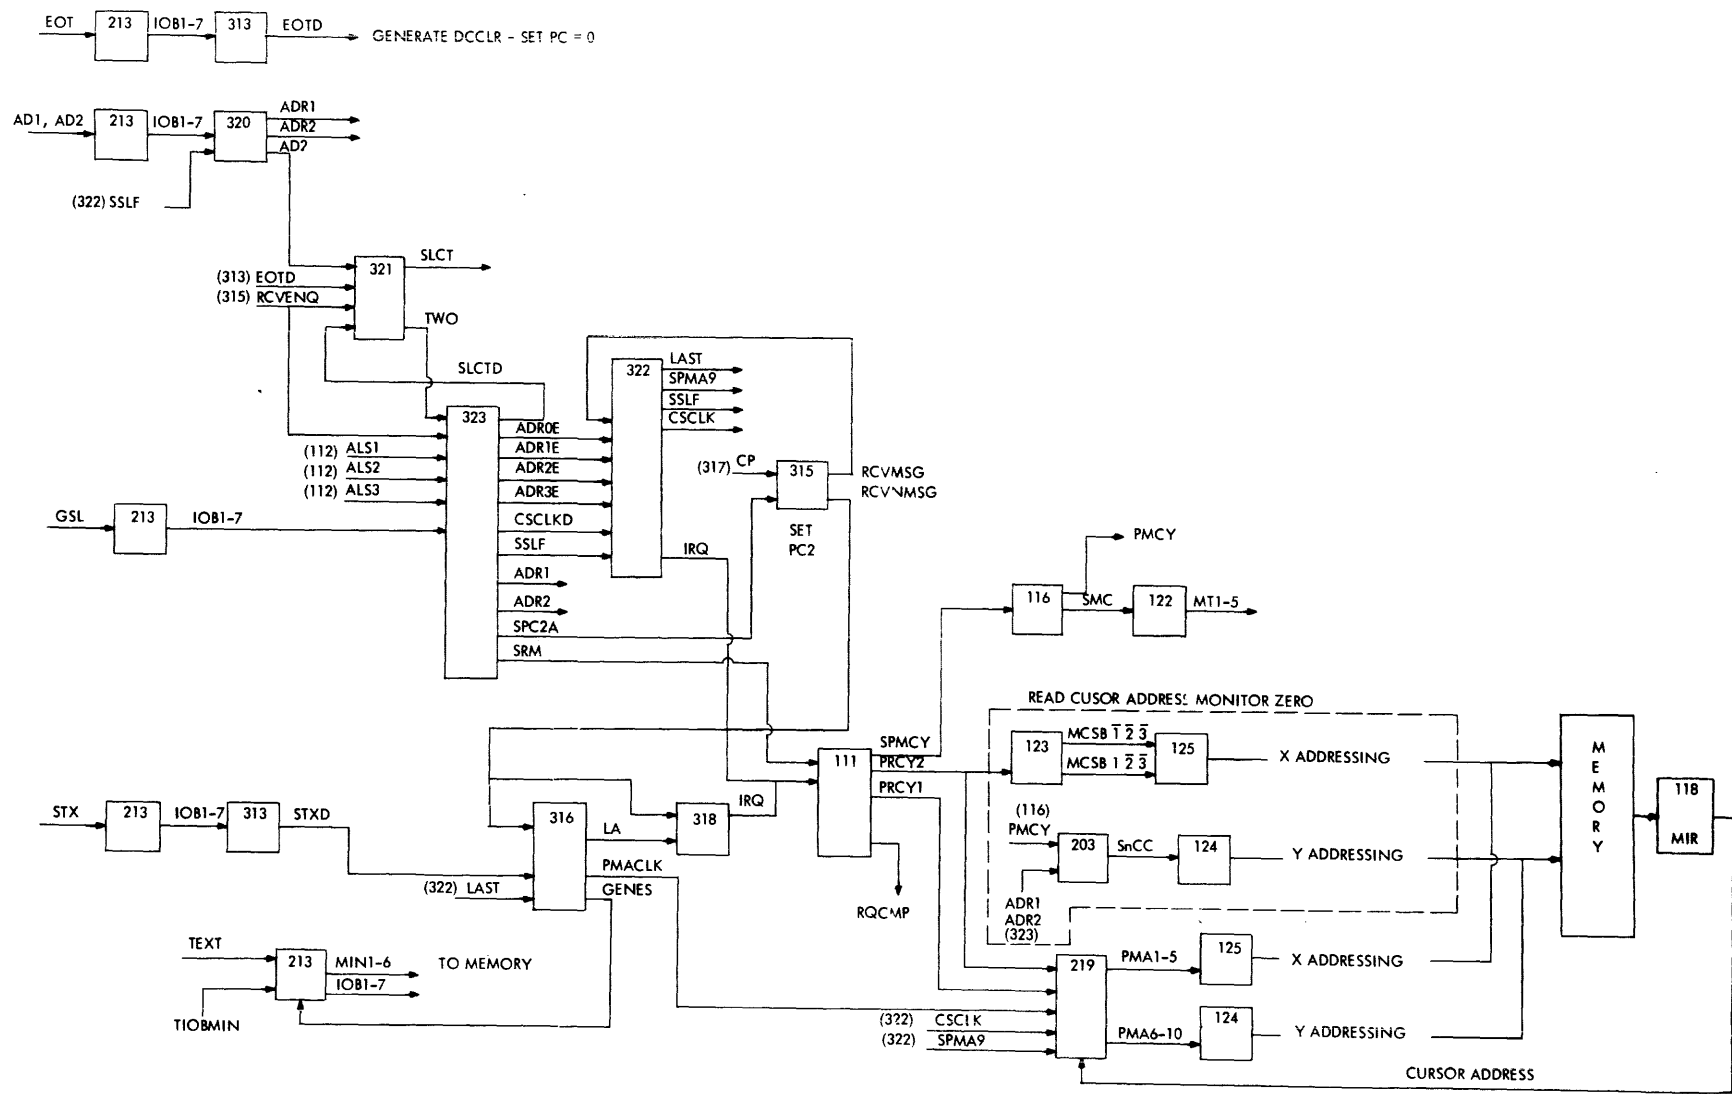 EOT
213
IOB1-7
313
EOTD
GENERATE DCCLR - SET PC = 0
AD1, AD2
213
IOB1-7
320
ADR1
ADR2
AD2
(322) SSLF
321
SLCT
(313) EOTD
(315) RCVENQ
TWO
SLCTD
323
(112) ALS1
(112) ALS2
(112) ALS3
GSL
213
IOB1-7
ADR0E
ADR1E
ADR2E
ADR3E
CSCLKD
SSLF
ADR1
ADR2
SPC2A
SRM
322
LAST
SPMA9
SSLF
CSCLK
IRQ
(317) CP
315
RCVMSG
RCVNMSG
SET
PC2
PMCY
116
SMC
122
MT1-5
READ CUSOR ADDRESS MONITOR ZERO
123
MCSB 1̅ 2̅ 3̅
MCSB 1 2̅ 3̅
125
X ADDRESSING
(116)
PMCY
203
SnCC
124
Y ADDRESSING
ADR1
ADR2
(323)
111
SPMCY
PRCY2
PRCY1
RQCMP
STX
213
IOB1-7
313
STXD
316
LA
PMACLK
GENES
(322) LAST
318
IRQ
TEXT
213
MIN1-6
IOB1-7
TO MEMORY
TIOBMIN
219
PMA1-5
125
X ADDRESSING
(322) CSCLK
(322) SPMA9
PMA6-10
124
Y ADDRESSING
MEMORY
118
MIR
CURSOR ADDRESS